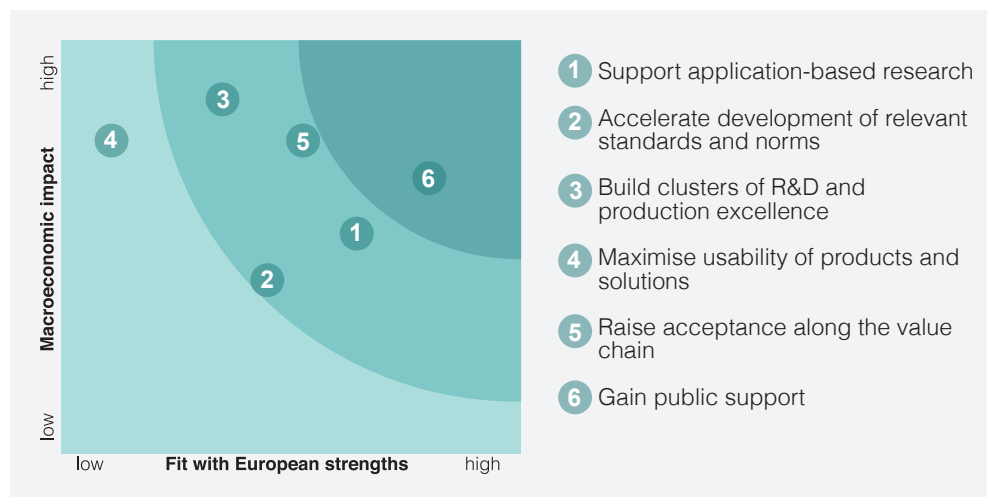 high
Macroeconomic impact
low
3
4
5
6
1
2
low
Fit with European strengths
high
1 Support application-based research
2 Accelerate development of relevant
standards and norms
3 Build clusters of R&D and
production excellence
4 Maximise usability of products and
solutions
5 Raise acceptance along the value
chain
6 Gain public support